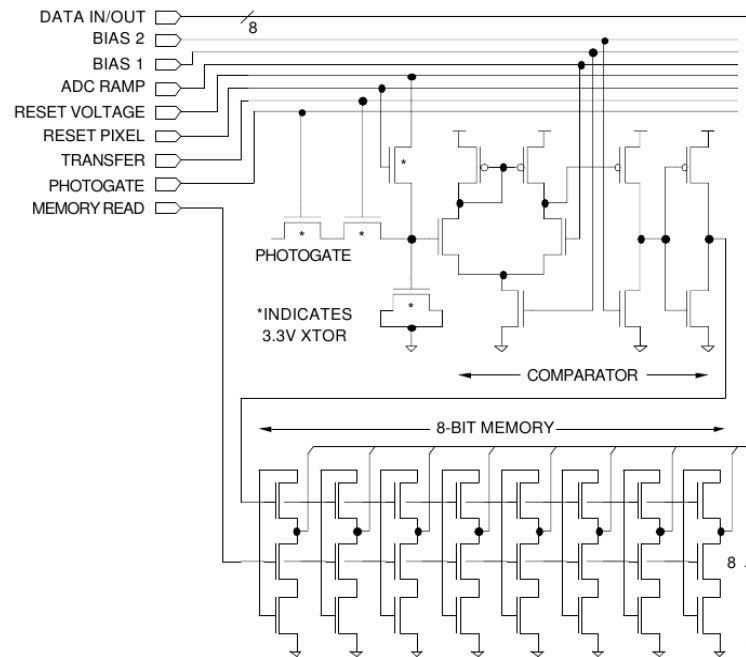 DATA IN/OUT
8
BIAS 2
BIAS 1
ADC RAMP
RESET VOLTAGE
RESET PIXEL
TRANSFER
PHOTOGATE
MEMORY READ
*
*
*
PHOTOGATE
*
*INDICATES
3.3V XTOR
COMPARATOR
8-BIT MEMORY
8